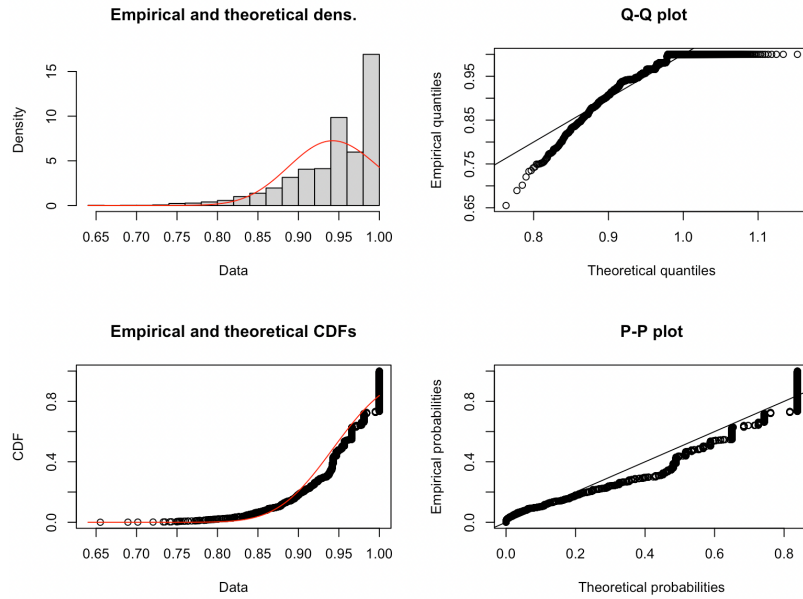 Empirical and theoretical dens.
Density
15
10
5
0
0.65 0.70 0.75 0.80 0.85 0.90 0.95 1.00
Data
Q-Q plot
Empirical quantiles
0.95
0.85
0.75
0.65
0.8 0.9 1.0 1.1
Theoretical quantiles
Empirical and theoretical CDFs
CDF
0.8
0.4
0.0
0.65 0.70 0.75 0.80 0.85 0.90 0.95 1.00
Data
P-P plot
Empirical probabilities
0.8
0.4
0.0
0.0 0.2 0.4 0.6 0.8
Theoretical probabilities